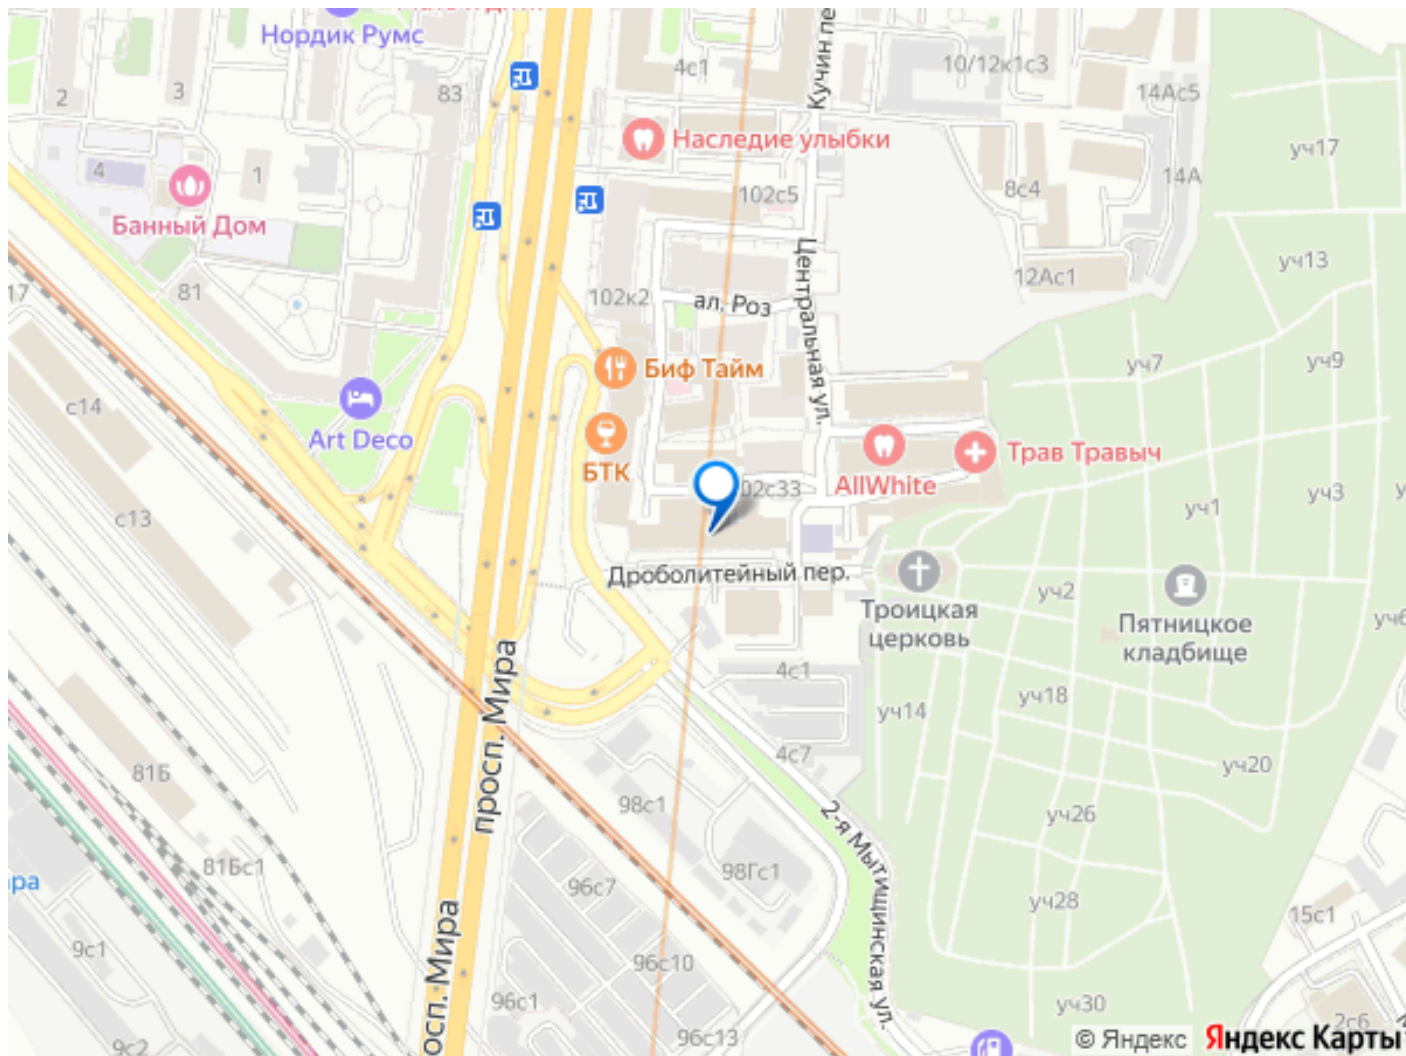 Нордик Румс
4с1
10/12к1с3
14Ас5
2
3
83
Кучин пе
Наследие улыбки
уч17
4
1
102с5
8с4
14А
Банный Дом
Центральная ул.
уч13
12Ас1
17
81
102к2
ал. Роз
Биф Тайм
уч7
уч9
с14
Art Deco
БТК
AllWhite
Трав Травыч
02с33
уч1
уч3
с13
Дроболитейный пер.
Троицкая
церковь
уч2
Пятницкое
кладбище
уч6
просп. Мира
4с1
уч18
уч14
81Б
4с7
уч20
98с1
2-я Мытищинская ул.
уч26
81Бс1
98Гс1
96с7
ара
уч28
9с1
осп. Мира
15с1
96с10
96с1
уч30
96с13
2с6
9с2
© Яндекс
Яндекс Карты